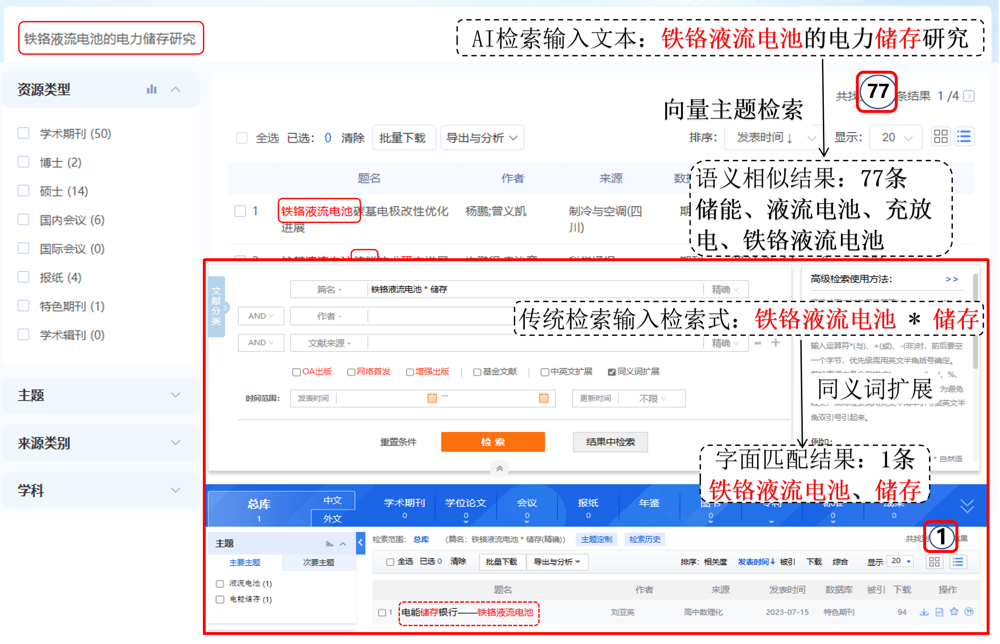 铁铬液流电池的电力储存研究
AI检索输入文本：铁铬液流电池的电力储存研究
资源类型
学术期刊 (50)
博士 (2)
硕士 (14)
国内会议 (6)
国际会议 (0)
报纸 (4)
特色期刊 (1)
学术辑刊 (0)
主题
来源类别
学科
共找 77 条结果 1 /4
向量主题检索
全选 已选： 0 清除 批量下载 导出与分析
排序： 发表时间↓ 显示： 20
题名 作者 来源
语义相似结果：77条
储能、液流电池、充放
电、铁铬液流电池
1 铁铬液流电池碳基电极改性优化 杨鹏;曾义凯 制冷与空调(四
进展 川)
文献分类
篇名 铁铬液流电池 * 储存 精确
AND 作者
AND 文献来源 精确
OA出版 网络首发 增强出版 基金文献 中英文扩展 同义词扩展
时间范围： 发表时间 -- 更新时间 不限
重置条件 检索 结果中检索
高级检索使用方法： >>
传统检索输入检索式：铁铬液流电池 * 储存
输入运算符*(与)、+(或)、-(非)时，前后要空
一个字节，优先级需用英文半角括号确定。
、%、
同义词扩展
为避免
角双引号引起来。
例如：
* 自然语
字面匹配结果：1条
铁铬液流电池、储存
总库 1 中文 外文
学术期刊 0
学位论文 0
会议 0
报纸 0
年鉴
图书 0
专利
标准 0
成果 0
主题
主要主题 次要主题
液流电池 (1)
电能储存 (1)
检索范围： 总库 (篇名：铁铬液流电池 * 储存(精确)) 主题定制 检索历史 共找到 1 果
全选 已选 0 清除 批量下载 导出与分析 排序： 相关度 发表时间↓ 被引 下载 综合 显示 20
题名 作者 来源 发表时间 数据库 被引 下载 操作
1 电能储存银行——铁铬液流电池 刘亚英 高中数理化 2023-07-15 特色期刊 94